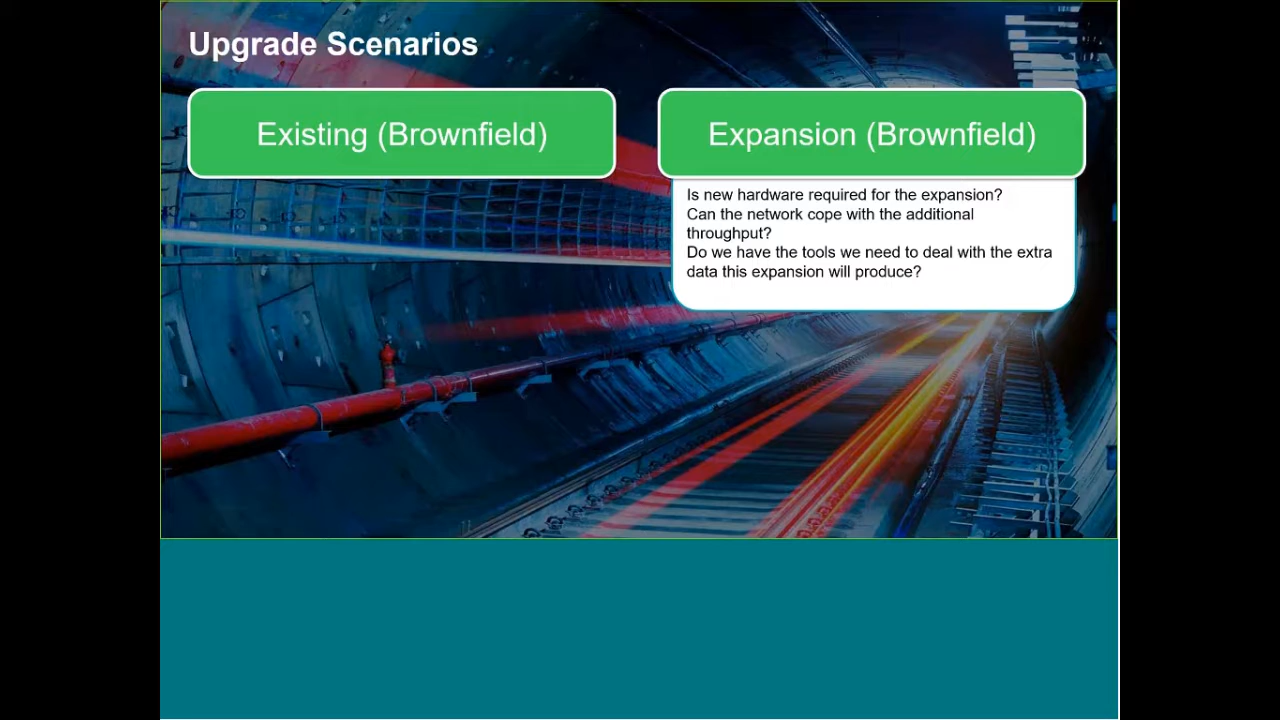 Upgrade Scenarios
Existing (Brownfield)
Expansion (Brownfield)
Is new hardware required for the expansion?
Can the network cope with the additional
throughput?
Do we have the tools we need to deal with the extra
data this expansion will produce?